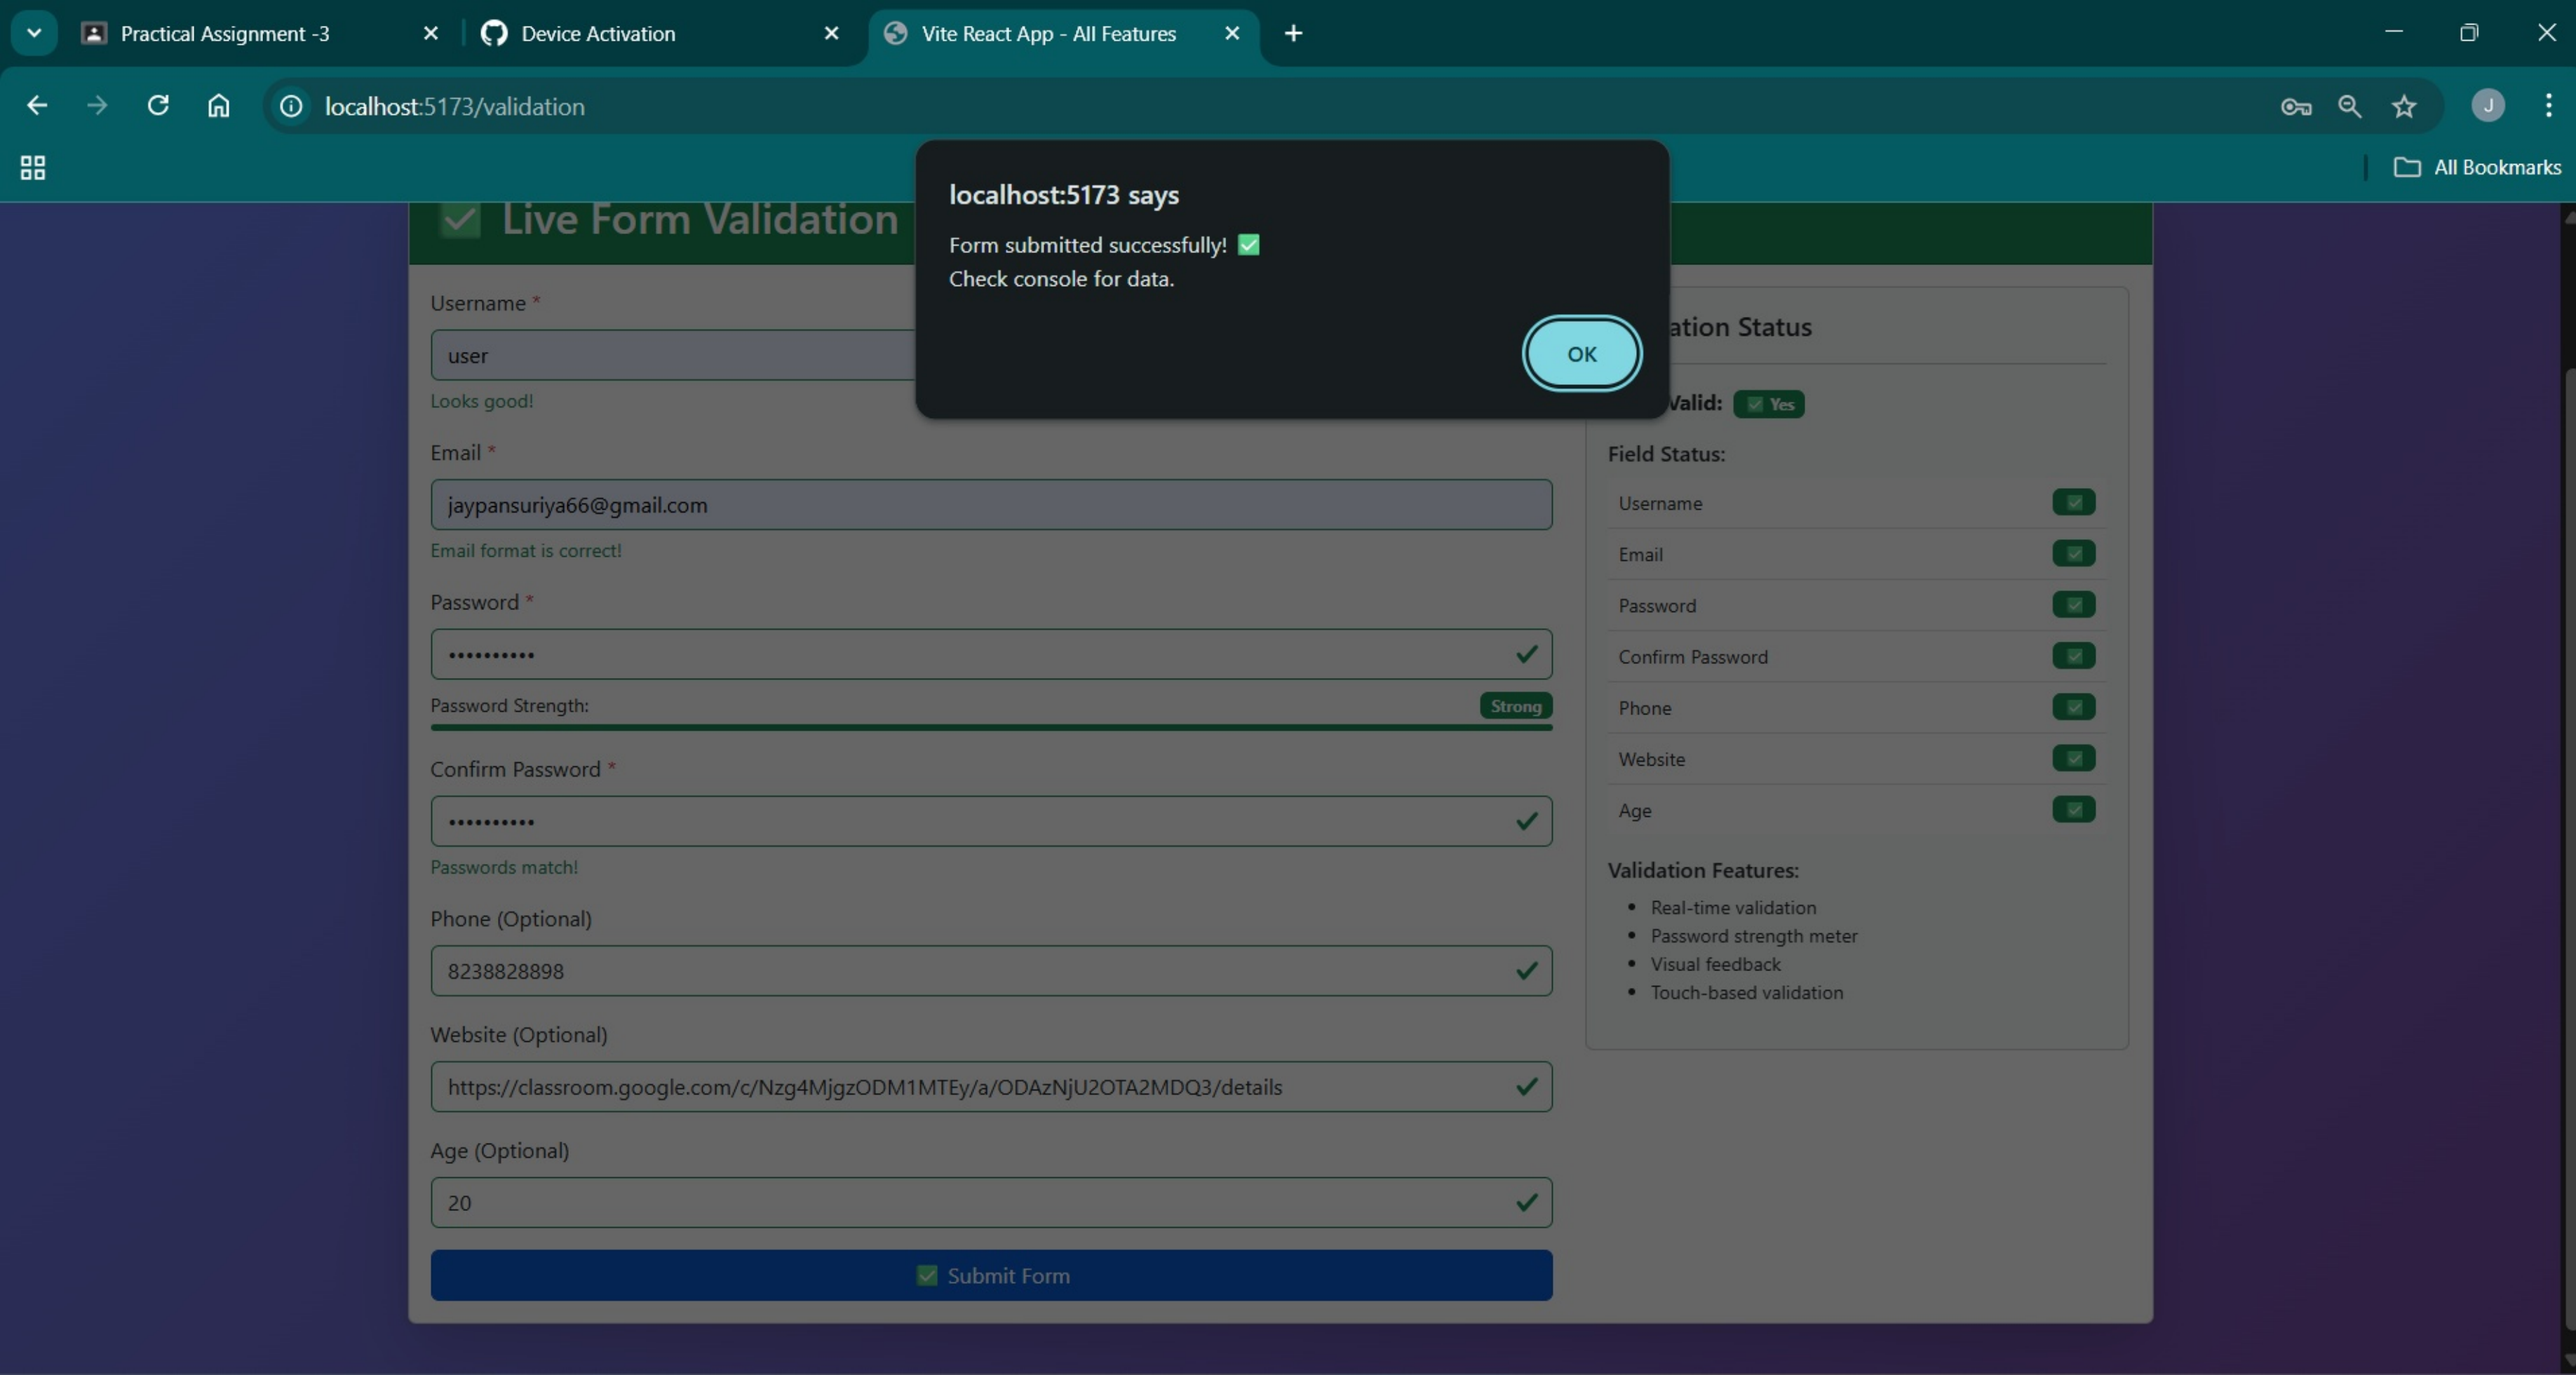 Practical Assignment -3
Device Activation
Vite React App - All Features
localhost:5173/validation
J
All Bookmarks
localhost:5173 says
Form submitted successfully! ✅
Check console for data.
OK
✅ Live Form Validation
Username *
user
Looks good!
Email *
jaypansuriya66@gmail.com
Email format is correct!
Password *
••••••••••
Password Strength:
Strong
Confirm Password *
••••••••••
Passwords match!
Phone (Optional)
8238828898
Website (Optional)
https://classroom.google.com/c/Nzg4MjgzODM1MTEy/a/ODAzNjU2OTA2MDQ3/details
Age (Optional)
20
✅ Submit Form
ation Status
Valid: ✅ Yes
Field Status:
Username ✅
Email ✅
Password ✅
Confirm Password ✅
Phone ✅
Website ✅
Age ✅
Validation Features:
• Real-time validation
• Password strength meter
• Visual feedback
• Touch-based validation